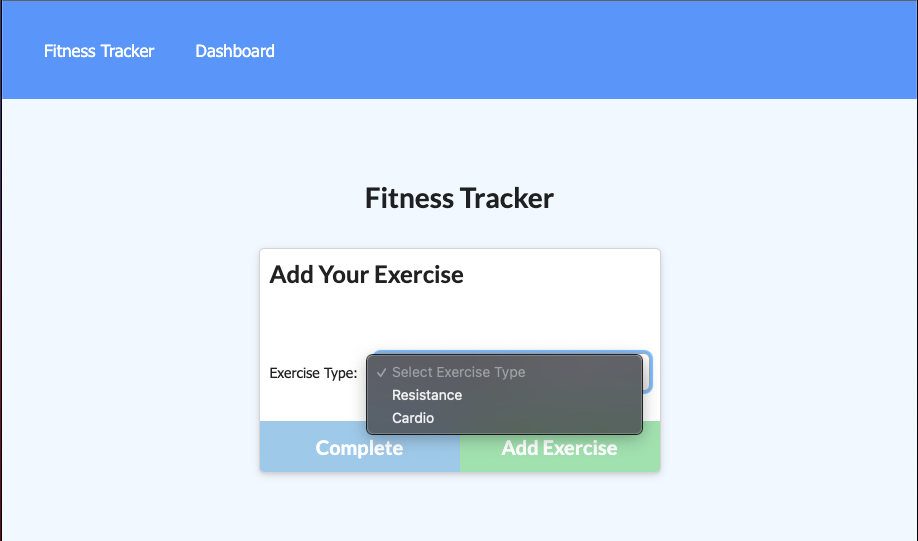 Fitness Tracker Dashboard
Fitness Tracker
Add Your Exercise
Exercise Type: ✓ Select Exercise Type
Resistance
Cardio
Complete Add Exercise